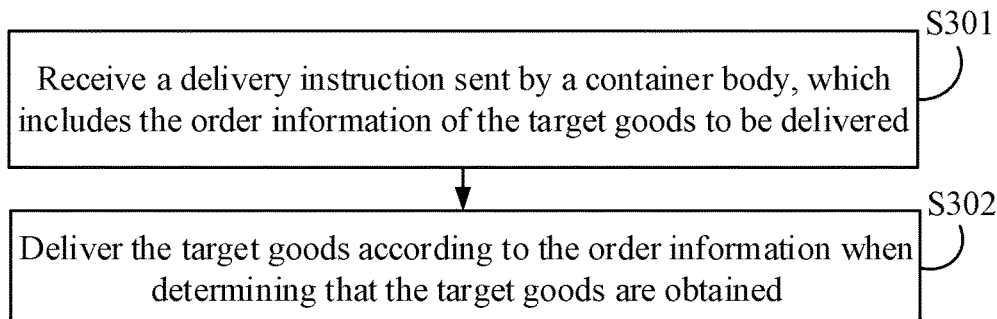 S301
Receive a delivery instruction sent by a container body, which
includes the order information of the target goods to be delivered
S302
Deliver the target goods according to the order information when
determining that the target goods are obtained